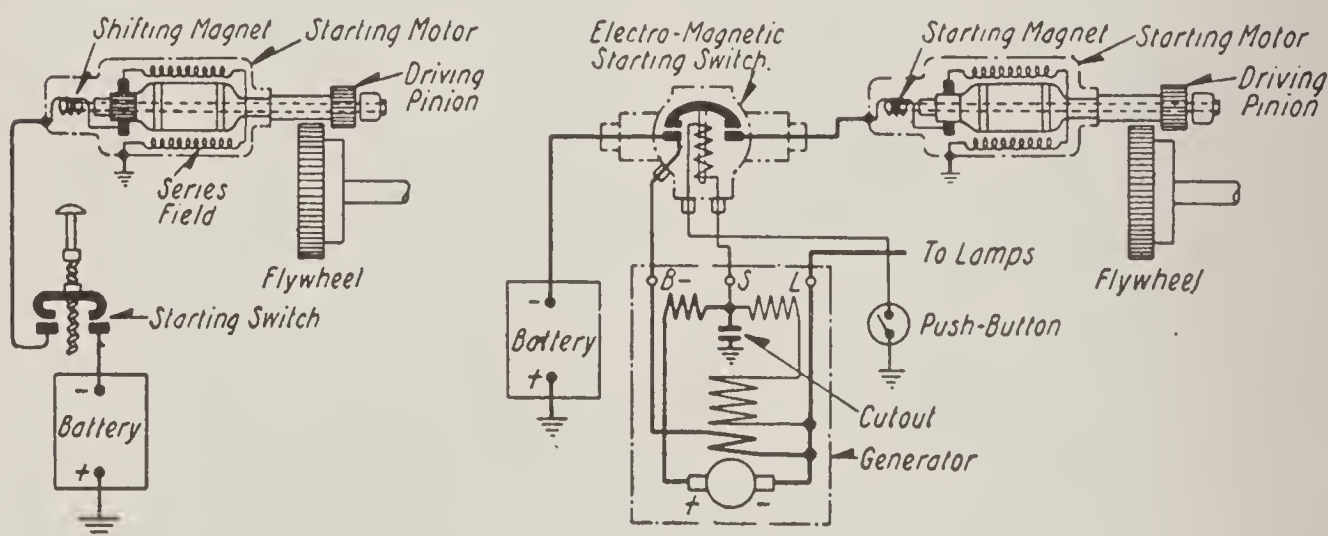 Shifting Magnet
Starting Motor
Driving
Pinion
Series
Field
Flywheel
Starting Switch
-
Battery
+
Electro-Magnetic
Starting Switch.
Starting Magnet
Starting Motor
Driving
Pinion
Flywheel
To Lamps
B- S L
Push-Button
-
Battery
+
Cutout
Generator
+ -